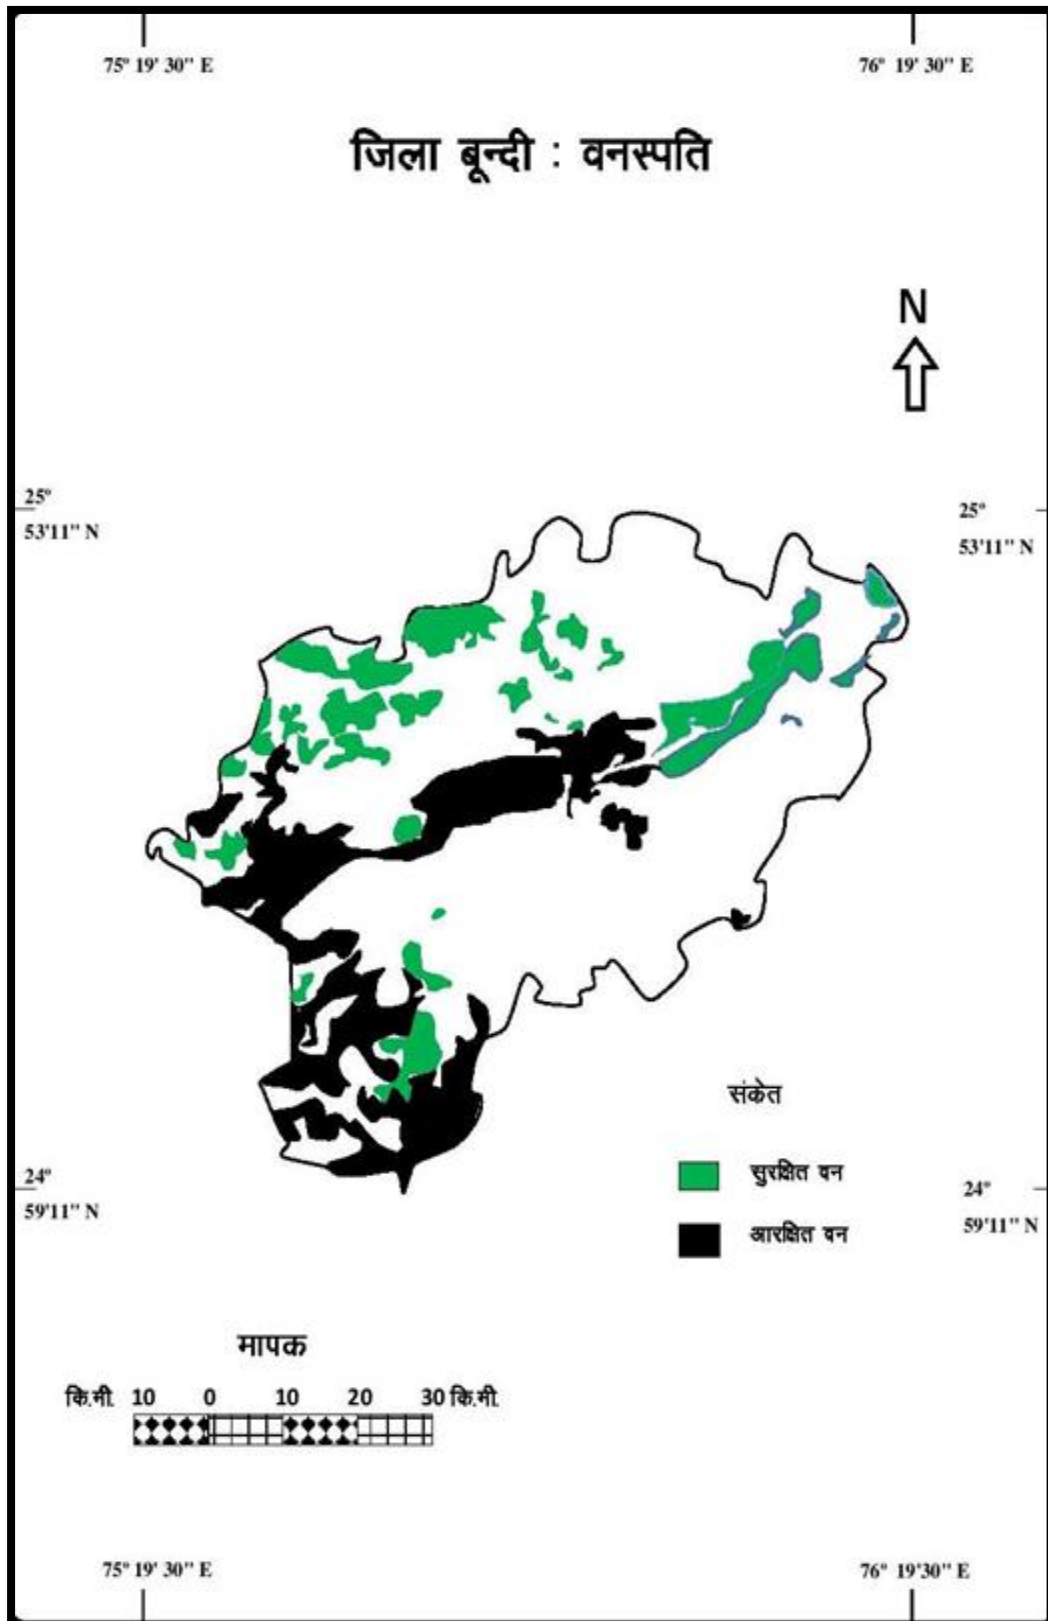 75° 19' 30" E 76° 19' 30" E
जिला बून्दी : वनस्पति
N
25° 25°
53'11" N 53'11" N
संकेत
24° सुरक्षित वन 24°
59'11" N 59'11" N
आरक्षित वन
मापक
कि.मी. 10 0 10 20 30 कि.मी.
75° 19' 30" E 76° 19'30" E